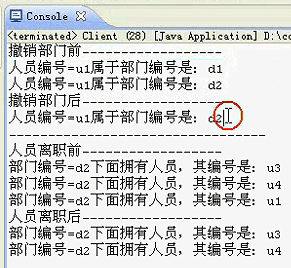 Console
<terminated> Client (28) [Java Application] D:\co
撤销部门前------------------
人员编号=u1属于部门编号是: d1
人员编号=u1属于部门编号是: d2
撤销部门后------------------
人员编号=u1属于部门编号是: d2
----------------------------
人员离职前------------------
部门编号=d2下面拥有人员，其编号是: u3
部门编号=d2下面拥有人员，其编号是: u4
部门编号=d2下面拥有人员，其编号是: u1
人员离职后------------------
部门编号=d2下面拥有人员，其编号是: u3
部门编号=d2下面拥有人员，其编号是: u4